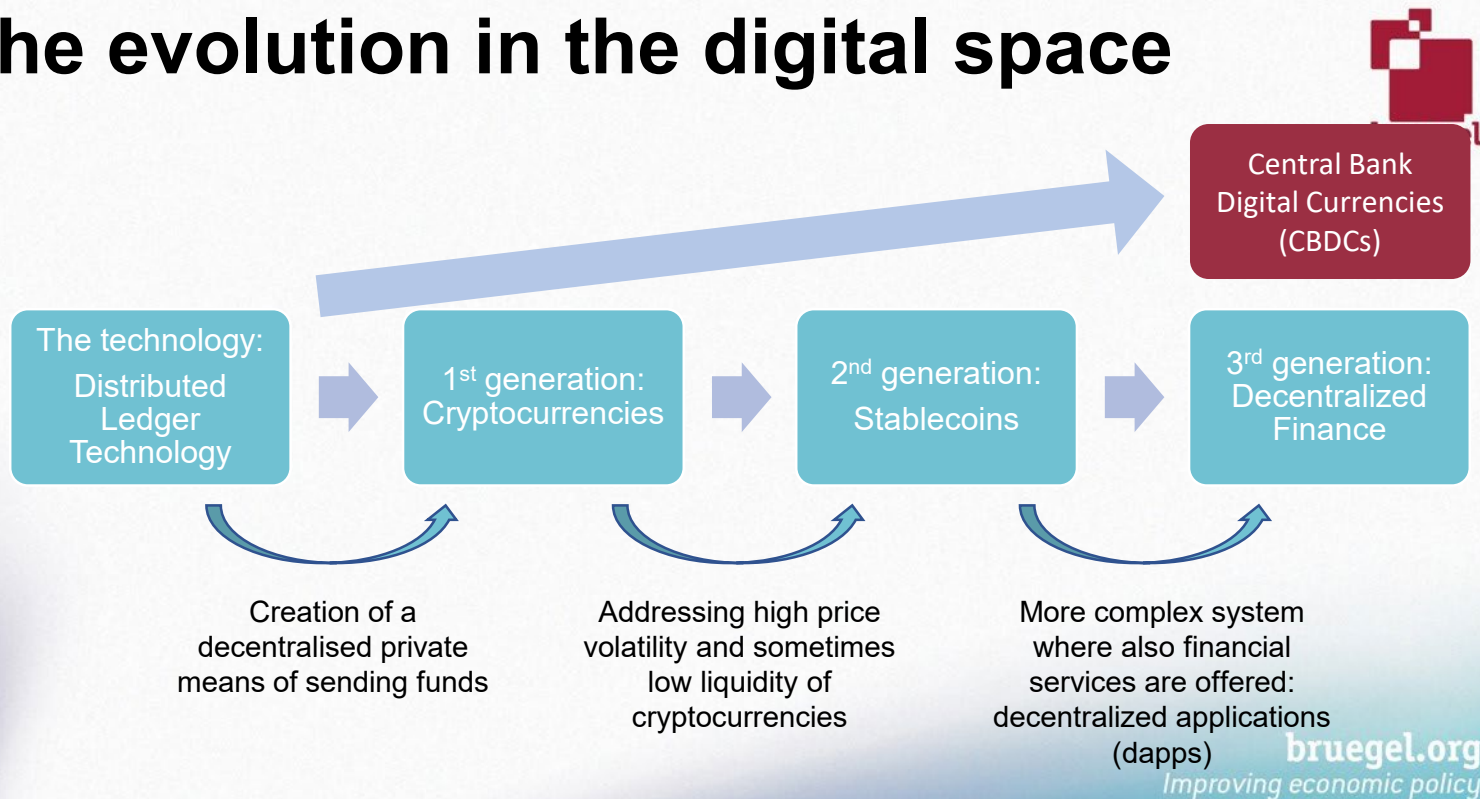 he evolution in the digital space
Central Bank
Digital Currencies
(CBDCs)
The technology:
Distributed
Ledger
Technology
1st generation:
Cryptocurrencies
2nd generation:
Stablecoins
3rd generation:
Decentralized
Finance
Creation of a
decentralised private
means of sending funds
Addressing high price
volatility and sometimes
low liquidity of
cryptocurrencies
More complex system
where also financial
services are offered:
decentralized applications
(dapps)
bruegel.org
Improving economic policy